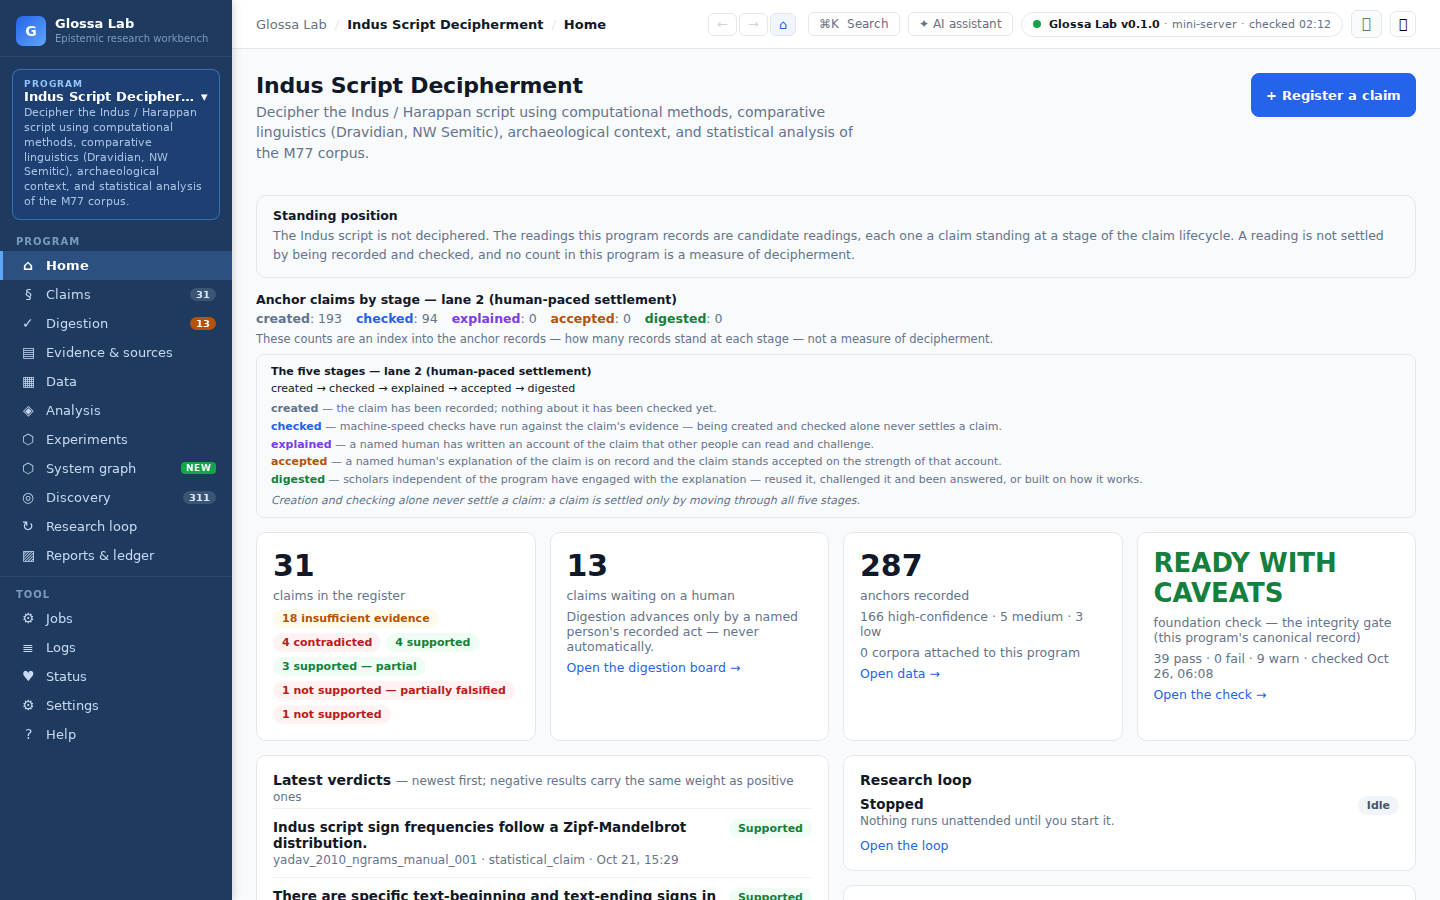 Glossa Lab
Epistemic research workbench
PROGRAM
Indus Script Decipher... ▾
Decipher the Indus / Harappan
script using computational
methods, comparative
linguistics (Dravidian, NW
Semitic), archaeological
context, and statistical analysis
of the M77 corpus.
PROGRAM
Home
Claims 31
Digestion 13
Evidence & sources
Data
Analysis
Experiments
System graph NEW
Discovery 311
Research loop
Reports & ledger
TOOL
Jobs
Logs
Status
Settings
Help
Glossa Lab / Indus Script Decipherment / Home
← → ⌂ ⌘K Search ✦ AI assistant Glossa Lab v0.1.0 · mini-server · checked 02:12
Indus Script Decipherment
Decipher the Indus / Harappan script using computational methods, comparative
linguistics (Dravidian, NW Semitic), archaeological context, and statistical analysis of
the M77 corpus.
+ Register a claim
Standing position
The Indus script is not deciphered. The readings this program records are candidate readings, each one a claim standing at a stage of the claim lifecycle. A reading is not settled
by being recorded and checked, and no count in this program is a measure of decipherment.
Anchor claims by stage — lane 2 (human-paced settlement)
created: 193 checked: 94 explained: 0 accepted: 0 digested: 0
These counts are an index into the anchor records — how many records stand at each stage — not a measure of decipherment.
The five stages — lane 2 (human-paced settlement)
created → checked → explained → accepted → digested
created — the claim has been recorded; nothing about it has been checked yet.
checked — machine-speed checks have run against the claim's evidence — being created and checked alone never settles a claim.
explained — a named human has written an account of the claim that other people can read and challenge.
accepted — a named human's explanation of the claim is on record and the claim stands accepted on the strength of that account.
digested — scholars independent of the program have engaged with the explanation — reused it, challenged it and been answered, or built on how it works.
Creation and checking alone never settle a claim: a claim is settled only by moving through all five stages.
31
claims in the register
18 insufficient evidence
4 contradicted 4 supported
3 supported — partial
1 not supported — partially falsified
1 not supported
13
claims waiting on a human
Digestion advances only by a named
person's recorded act — never
automatically.
Open the digestion board →
287
anchors recorded
166 high-confidence · 5 medium · 3
low
0 corpora attached to this program
Open data →
READY WITH
CAVEATS
foundation check — the integrity gate
(this program's canonical record)
39 pass · 0 fail · 9 warn · checked Oct
26, 06:08
Open the check →
Latest verdicts — newest first; negative results carry the same weight as positive
ones
Indus script sign frequencies follow a Zipf-Mandelbrot
distribution.
Supported
yadav_2010_ngrams_manual_001 · statistical_claim · Oct 21, 15:29
There are specific text-beginning and text-ending signs in
Supported
Research loop
Stopped
Idle
Nothing runs unattended until you start it.
Open the loop